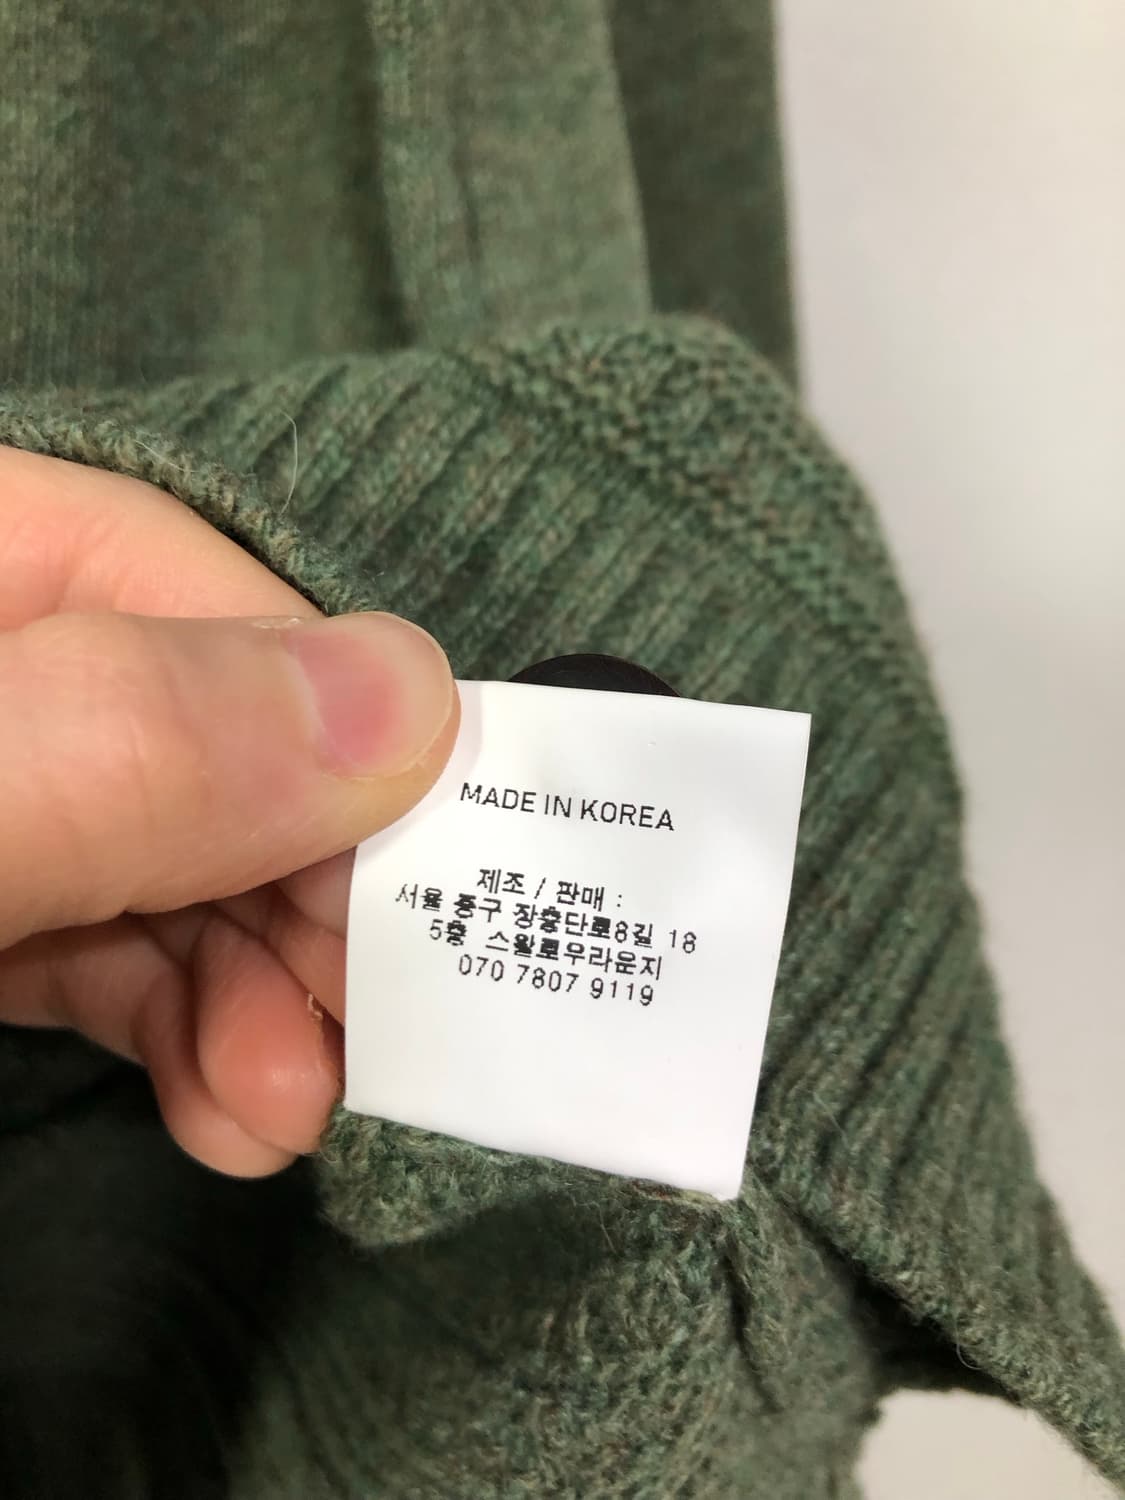 MADE IN KOREA
제조 / 판매 :
서울 중구 장충단로8길 18
5층 스왈로우라운지
070 7807 9119